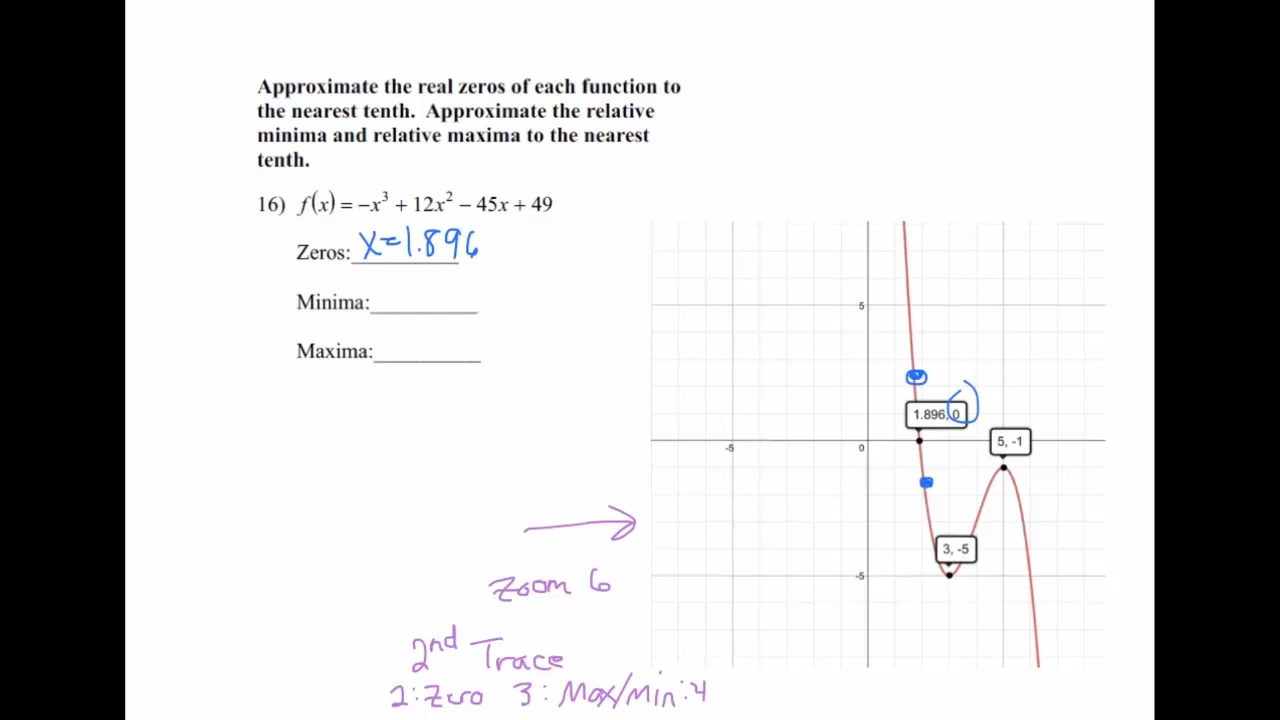 Approximate the real zeros of each function to
the nearest tenth. Approximate the relative
minima and relative maxima to the nearest
tenth.
16) f(x) = −x³ + 12x² − 45x + 49
Zeros: x=1.896
Minima:
Maxima:
5
1.896, 0
-5
0
5, -1
3, -5
-5
Zoom 6
2nd Trace
2:Zero 3: Max/min:4